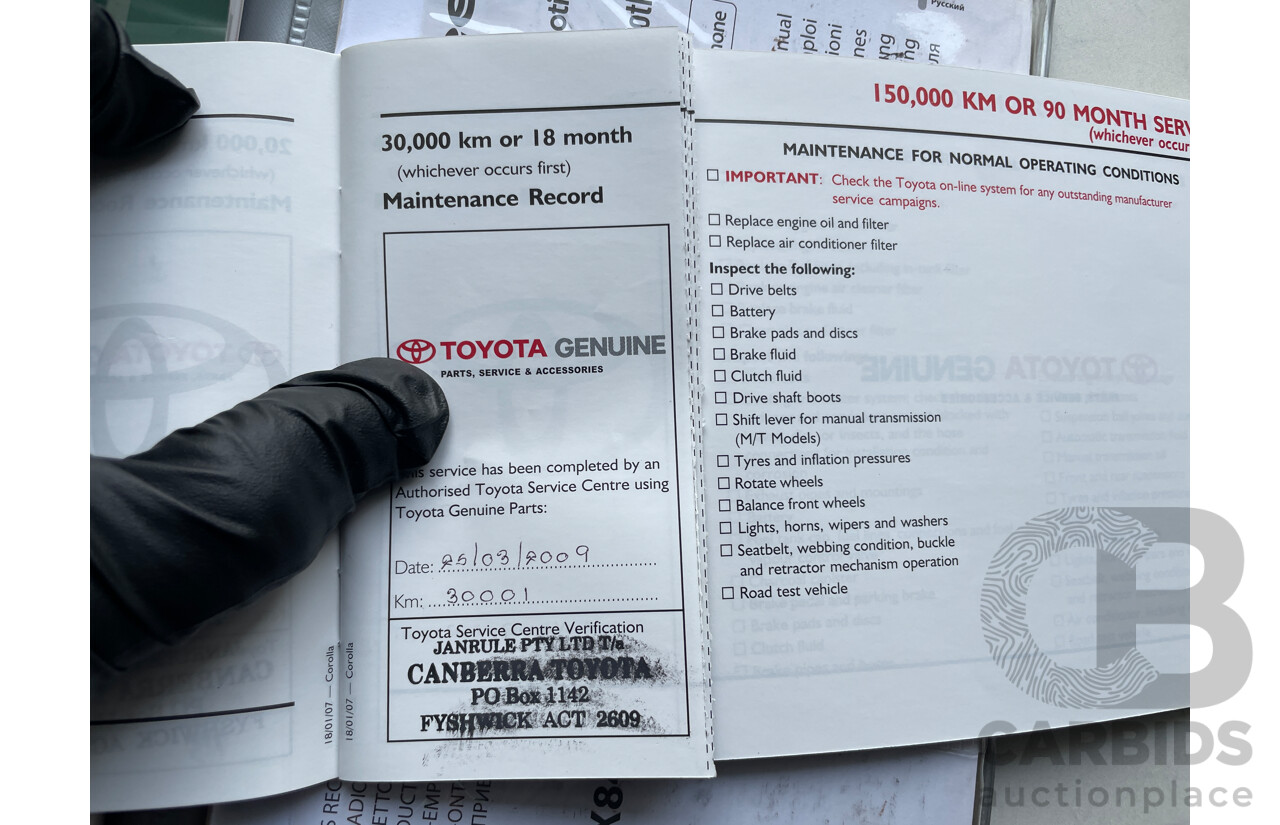 Русский
30,000 km or 18 month
(whichever occurs first)
Maintenance Record
TOYOTA GENUINE
PARTS, SERVICE & ACCESSORIES
service has been completed by an
Authorised Toyota Service Centre using
Toyota Genuine Parts:
Date: 25/03/2009
Km: 30001
Toyota Service Centre Verification
JANRULE PTY LTD T/a
CANBERRA TOYOTA
PO Box 1142
FYSHWICK ACT 2609
18/01/07 — Corolla
18/01/07 — Corolla
150,000 KM OR 90 MONTH
(whichever
MAINTENANCE FOR NORMAL OPERATING CONDITIONS
IMPORTANT: Check the Toyota on-line system for any outstanding manufacturer
service campaigns.
Replace engine oil and filter
Replace air conditioner filter
Inspect the following:
Drive belts
Battery
Brake pads and discs
Brake fluid
Clutch fluid
Drive shaft boots
Shift lever for manual transmission
(M/T Models)
Tyres and inflation pressures
Rotate wheels
Balance front wheels
Lights, horns, wipers and washers
Seatbelt, webbing condition, buckle
and retractor mechanism operation
Road test vehicle
CARBIDS
auctionplace